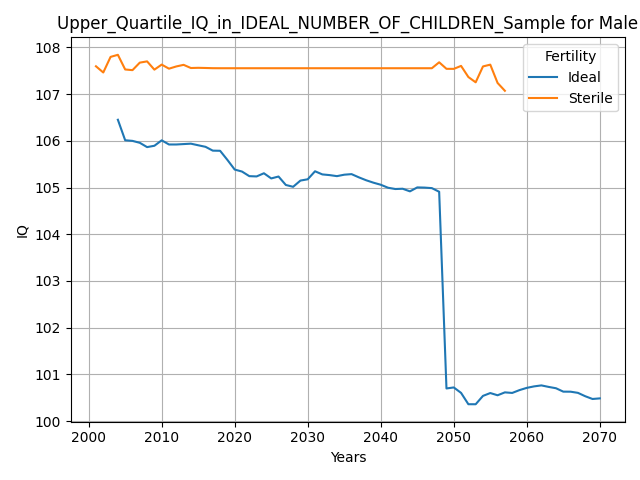 Upper_Quartile_IQ_in_IDEAL_NUMBER_OF_CHILDREN_Sample for Male
108
107
106
105
104
103
102
101
100
IQ
Fertility
Ideal
Sterile
2000 2010 2020 2030 2040 2050 2060 2070
Years